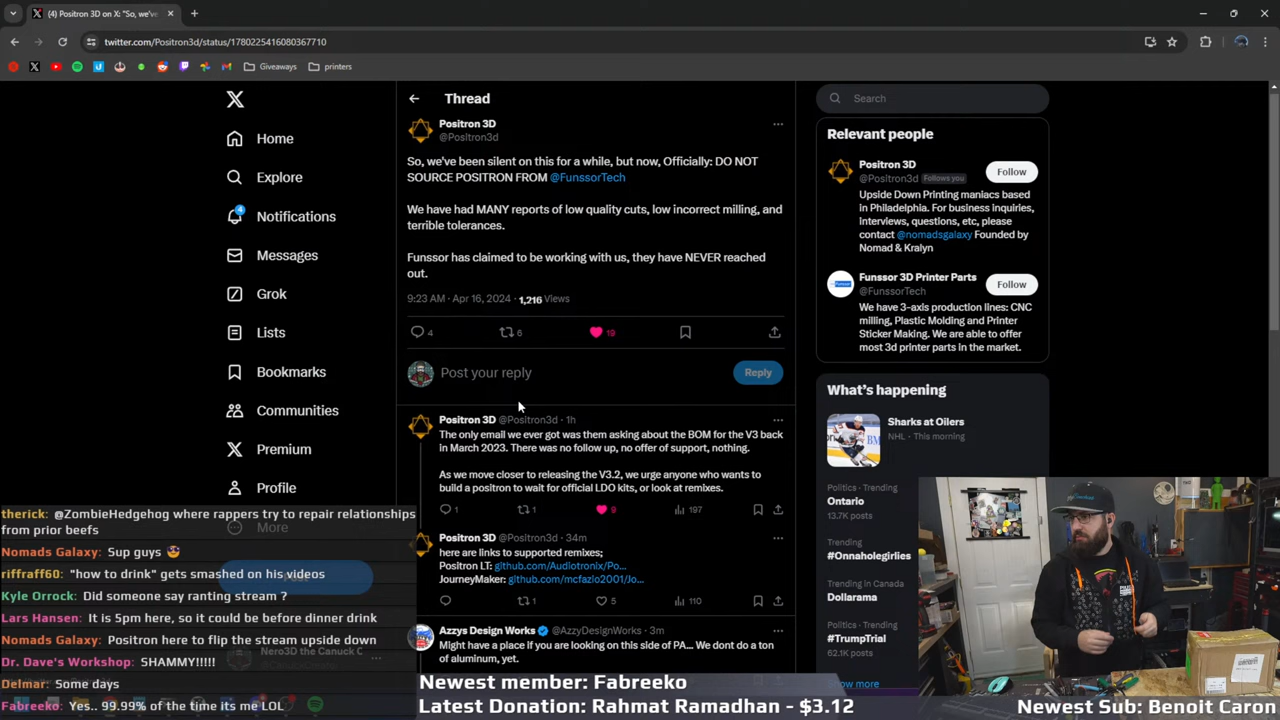 (4) Positron 3D on X: "So, we'v
twitter.com/Positron3d/status/1780225416080367710
Giveaways
printers
Home
Explore
4
Notifications
Messages
Grok
Lists
Bookmarks
Communities
Premium
Profile
More
Thread
Positron 3D
@Positron3d
So, we've been silent on this for a while, but now, Officially: DO NOT
SOURCE POSITRON FROM @FunssorTech
We have had MANY reports of low quality cuts, low incorrect milling, and
terrible tolerances.
Funssor has claimed to be working with us, they have NEVER reached
out.
9:23 AM · Apr 16, 2024 · 1,216 Views
4 6 19
Post your reply
Reply
Positron 3D @Positron3d · 1h
The only email we ever got was them asking about the BOM for the V3 back
in March 2023. There was no follow up, no offer of support, nothing.
As we move closer to releasing the V3.2, we urge anyone who wants to
build a positron to wait for official LDO kits, or look at remixes.
1 1 9 197
Positron 3D @Positron3d · 34m
here are links to supported remixes;
Positron LT: github.com/Audiotronix/Po...
JourneyMaker: github.com/mcfazio2001/Jo...
1 5 110
Azzys Design Works @AzzyDesignWorks · 3m
Might have a place if you are looking on this side of PA... We dont do a ton
of aluminum, yet.
Search
Relevant people
Positron 3D
@Positron3d Follows you
Follow
Upside Down Printing maniacs based
in Philadelphia. For business inquiries,
interviews, questions, etc, please
contact @nomadsgalaxy Founded by
Nomad & Kralyn
Funssor 3D Printer Parts
@FunssorTech
Follow
We have 3-axis production lines: CNC
milling, Plastic Molding and Printer
Sticker Making. We are able to offer
most 3d printer parts in the market.
What's happening
Sharks at Oilers
NHL · This morning
Politics · Trending
Ontario
13.7K posts
Trending
#Onnaholegirlies
Trending in Canada
Dollarama
Politics · Trending
#TrumpTrial
62.1K posts
Show more
therick: @ZombieHedgehog where rappers try to repair relationships
from prior beefs
Nomads Galaxy: Sup guys
riffraff60: "how to drink" gets smashed on his videos
Kyle Orrock: Did someone say ranting stream ?
Lars Hansen: It is 5pm here, so it could be before dinner drink
Nomads Galaxy: Positron here to flip the stream upside down
Nero3D the Canuck C
Dr. Dave's Workshop: SHAMMY!!!!!
Delmar: Some days
Fabreeko: Yes.. 99.99% of the time its me LOL
Newest member: Fabreeko
Latest Donation: Rahmat Ramadhan - $3.12
Newest Sub: Benoit Caron